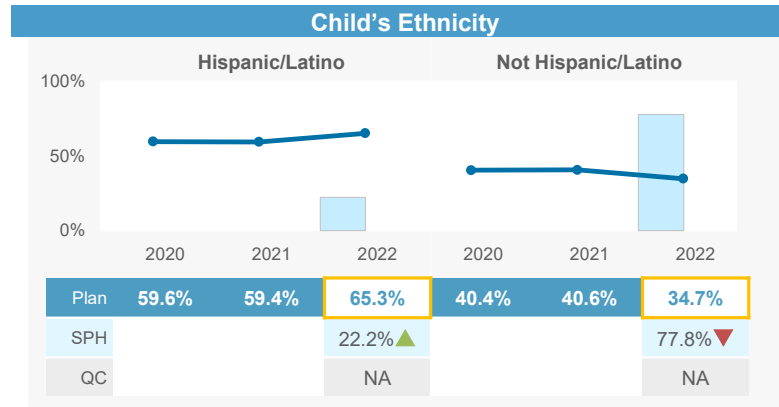 Child’s Ethnicity
Hispanic/Latino Not Hispanic/Latino
100%
50%
0%
2020 2021 2022 2020 2021 2022
Plan 59.6% 59.4% 65.3% 40.4% 40.6% 34.7%
SPH 22.2% 77.8%
QC NA NA